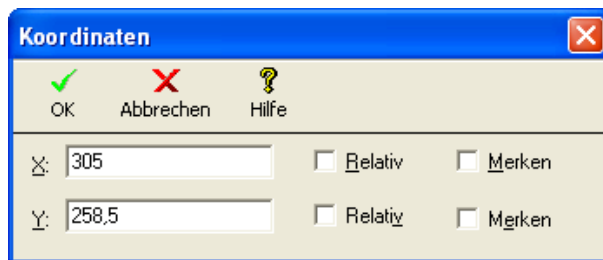 Koordinaten
OK Abbrechen Hilfe
X: 305 Relativ Merken
Y: 258,5 Relativ Merken